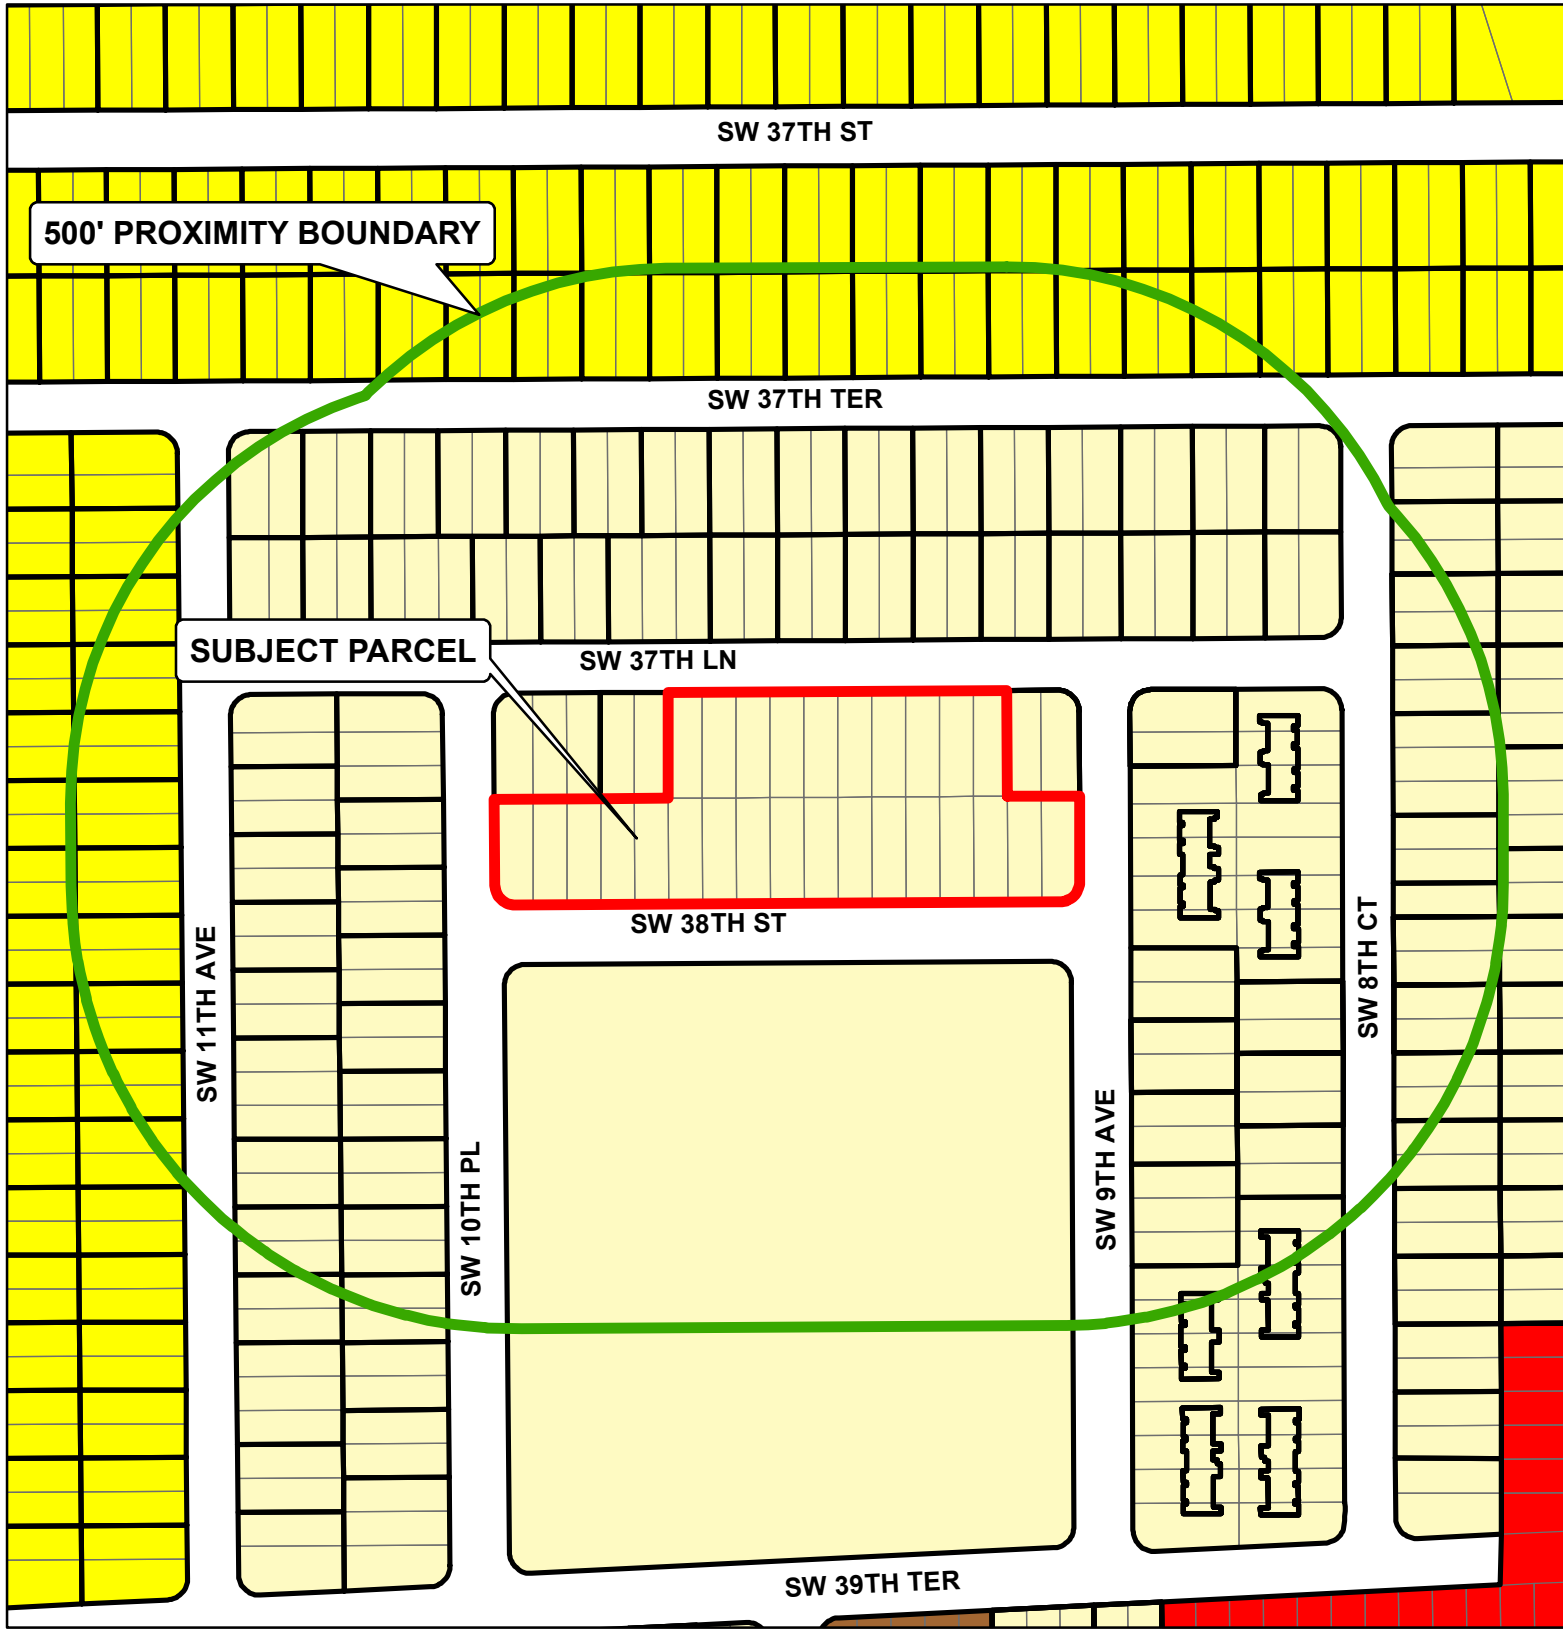 SW 37TH ST
500' PROXIMITY BOUNDARY
SW 37TH TER
SUBJECT PARCEL
SW 37TH LN
SW 38TH ST
SW 11TH AVE
SW 8TH CT
SW 10TH PL
SW 9TH AVE
SW 39TH TER